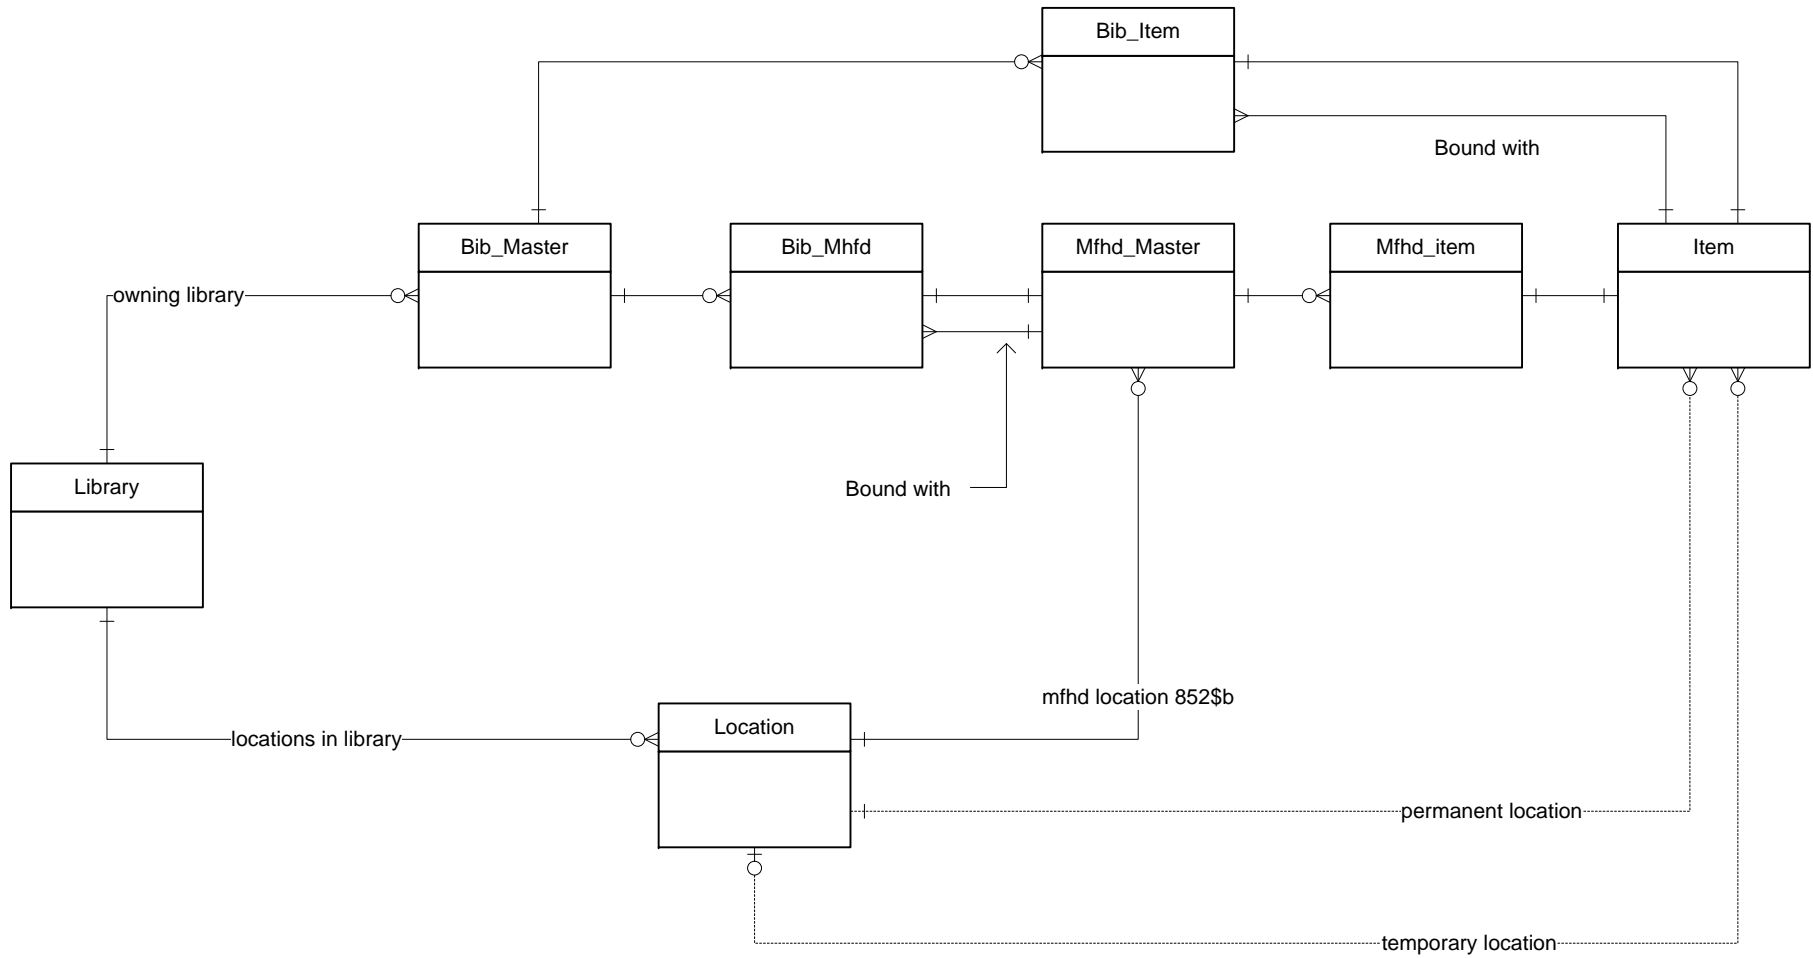 Bib_Item
Bound with
Bib_Master
Bib_Mhfd
Mfhd_Master
Mfhd_item
Item
owning library
Library
Bound with
mfhd location 852$b
Location
locations in library
permanent location
temporary location